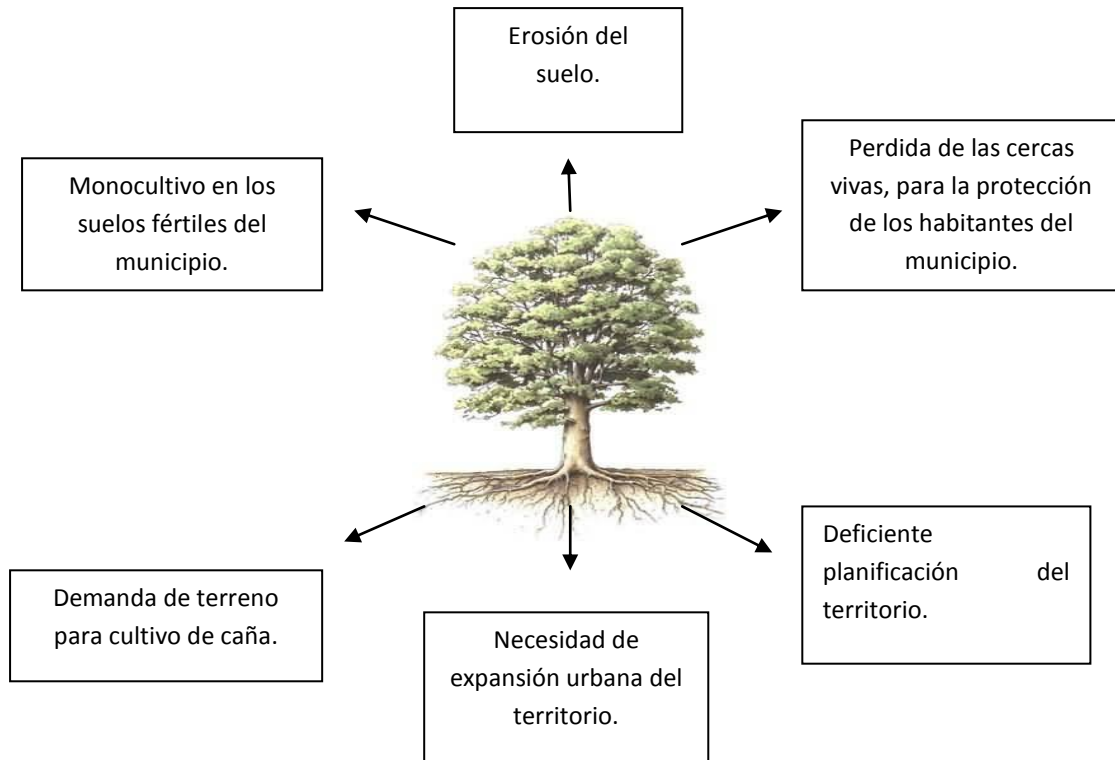 Erosión del
suelo.
Monocultivo en los
suelos fértiles del
municipio.
Perdida de las cercas
vivas, para la protección
de los habitantes del
municipio.
Demanda de terreno
para cultivo de caña.
Necesidad de
expansión urbana del
territorio.
Deficiente
planificación del
territorio.